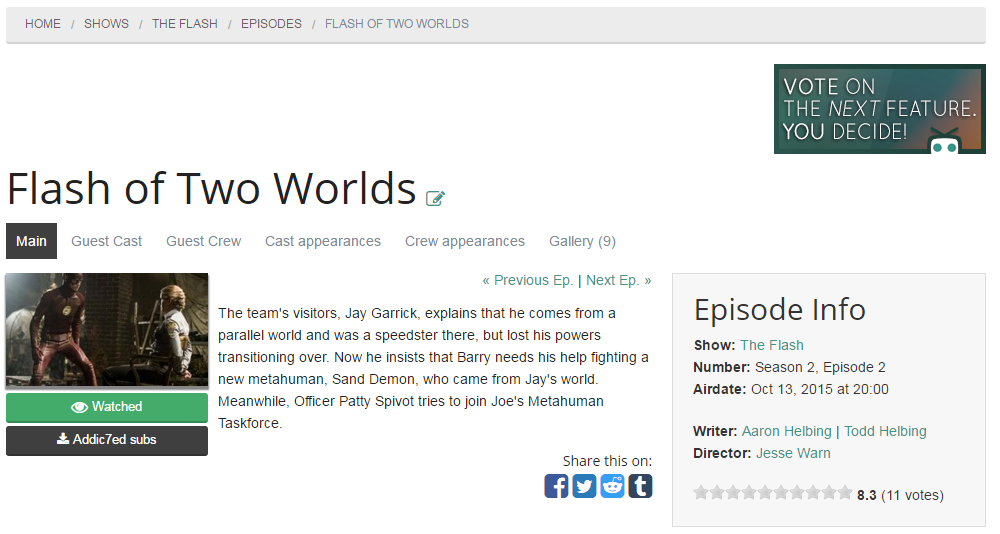 HOME / SHOWS / THE FLASH / EPISODES / FLASH OF TWO WORLDS
VOTE ON
THE NEXT FEATURE.
YOU DECIDE!
Flash of Two Worlds
Main Guest Cast Guest Crew Cast appearances Crew appearances Gallery (9)
« Previous Ep. | Next Ep. »
The team's visitors, Jay Garrick, explains that he comes from a
parallel world and was a speedster there, but lost his powers
transitioning over. Now he insists that Barry needs his help fighting a
new metahuman, Sand Demon, who came from Jay's world.
Meanwhile, Officer Patty Spivot tries to join Joe's Metahuman
Taskforce.
Watched
Addic7ed subs
Share this on:
Episode Info
Show: The Flash
Number: Season 2, Episode 2
Airdate: Oct 13, 2015 at 20:00
Writer: Aaron Helbing | Todd Helbing
Director: Jesse Warn
8.3 (11 votes)